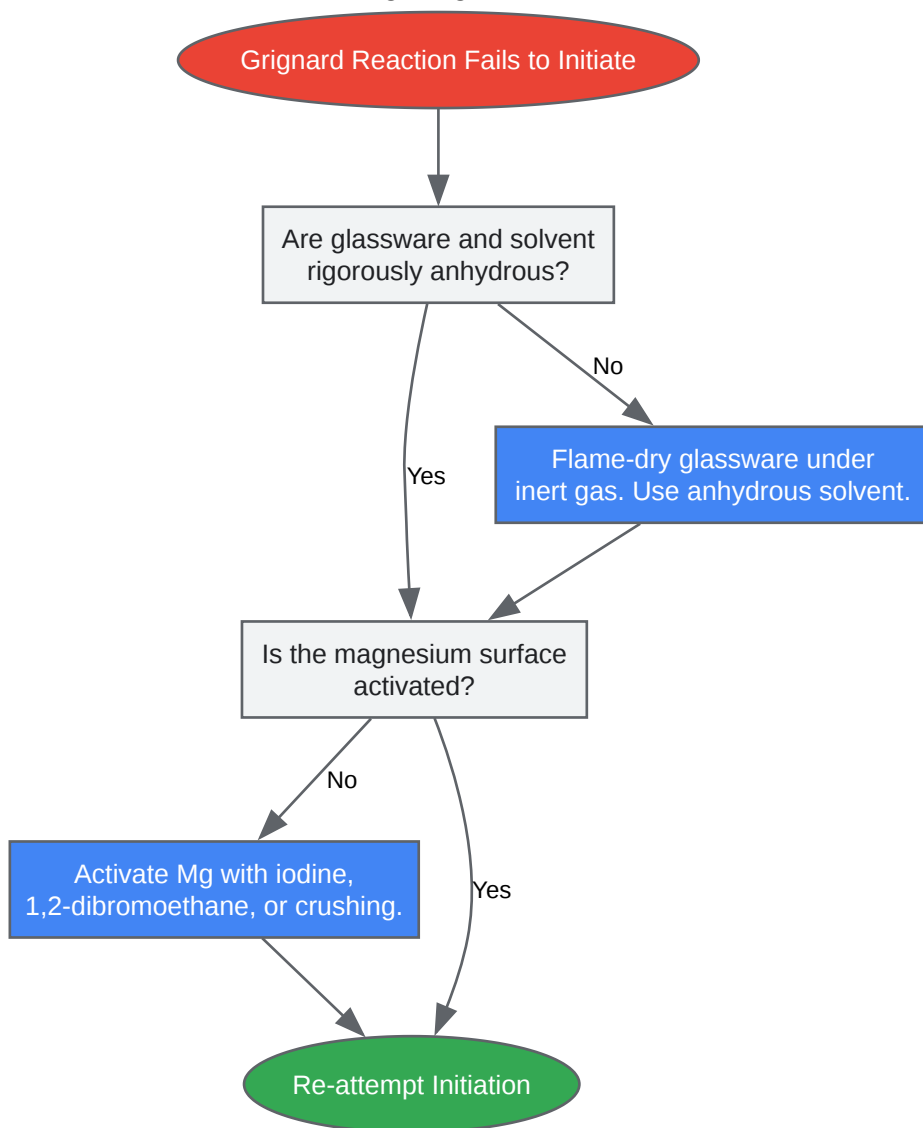 Grignard Reaction Fails to Initiate
Are glassware and solvent
rigorously anhydrous?
No
Yes
Flame-dry glassware under
inert gas. Use anhydrous solvent.
Is the magnesium surface
activated?
No
Yes
Activate Mg with iodine,
1,2-dibromoethane, or crushing.
Re-attempt Initiation